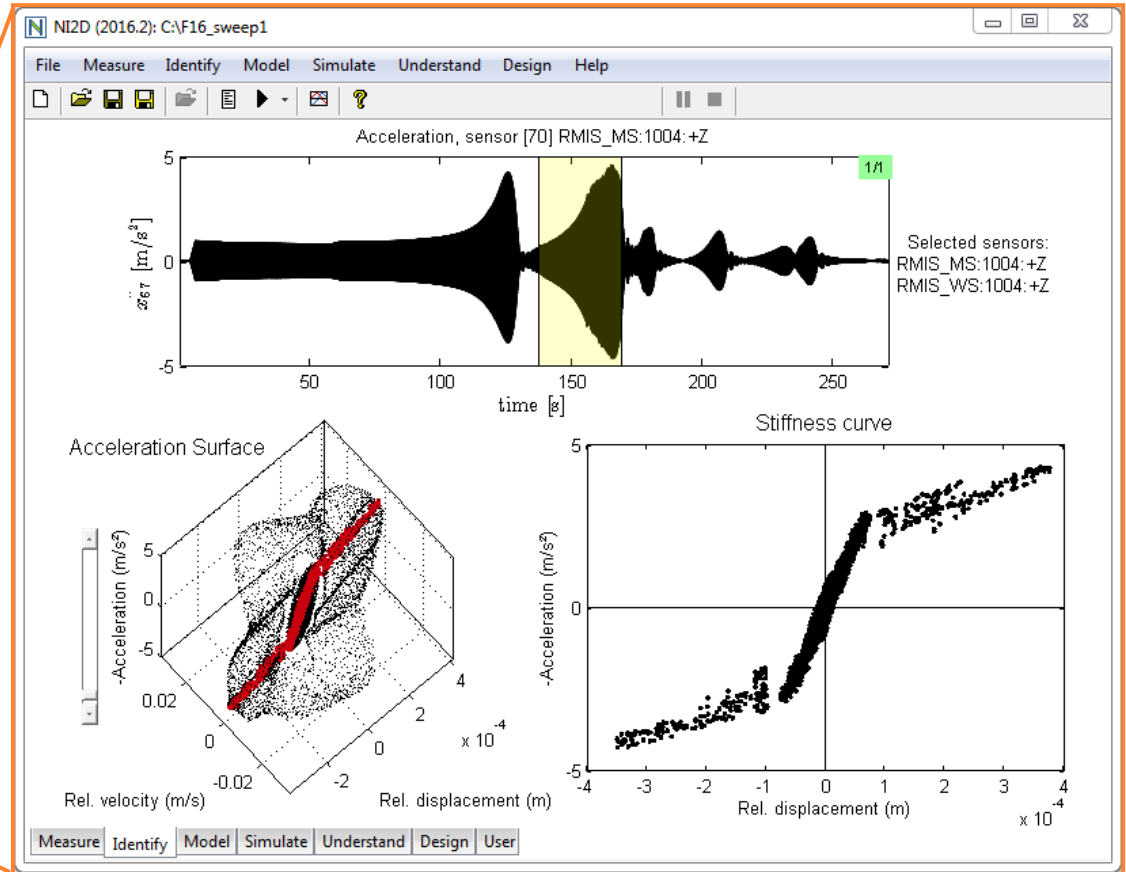 NI2D (2016.2): C:\F16_sweep1
File Measure Identify Model Simulate Understand Design Help
Acceleration, sensor [70] RMIS_MS:1004:+Z
5
0
-5
ẍ67 [m/s²]
1/1
50 100 150 200 250
time [s]
Selected sensors:
RMIS_MS:1004:+Z
RMIS_WS:1004:+Z
Acceleration Surface
5
0
-5
-Acceleration (m/s²)
0.02
0
-0.02
Rel. velocity (m/s)
-2
0
2
4
x 10-4
Rel. displacement (m)
Stiffness curve
5
0
-5
-Acceleration (m/s²)
-4 -3 -2 -1 0 1 2 3 4
Rel. displacement (m)
x 10-4
Measure Identify Model Simulate Understand Design User